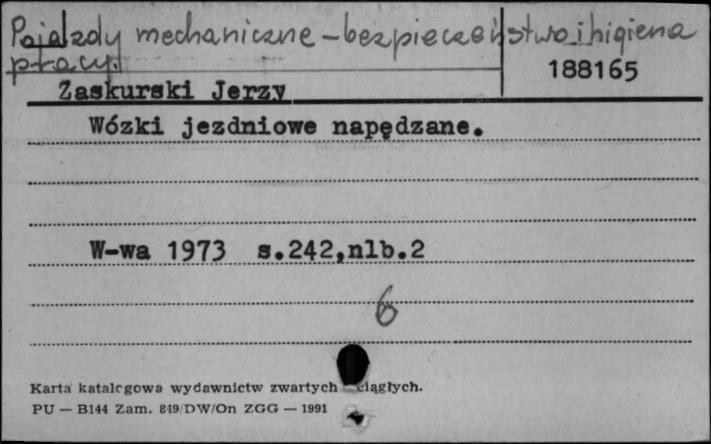 Pojazdy mechaniczne - bezpieczeństwo i higiena
pracy.
188165
Zaskurski Jerzy
Wózki jezdniowe napędzane.
W-wa 1973 s.242,nlb.2
6
Karta katalogowa wydawnictw zwartych ciągłych.
PU — B144 Zam. 849/DW/On ZGG — 1991